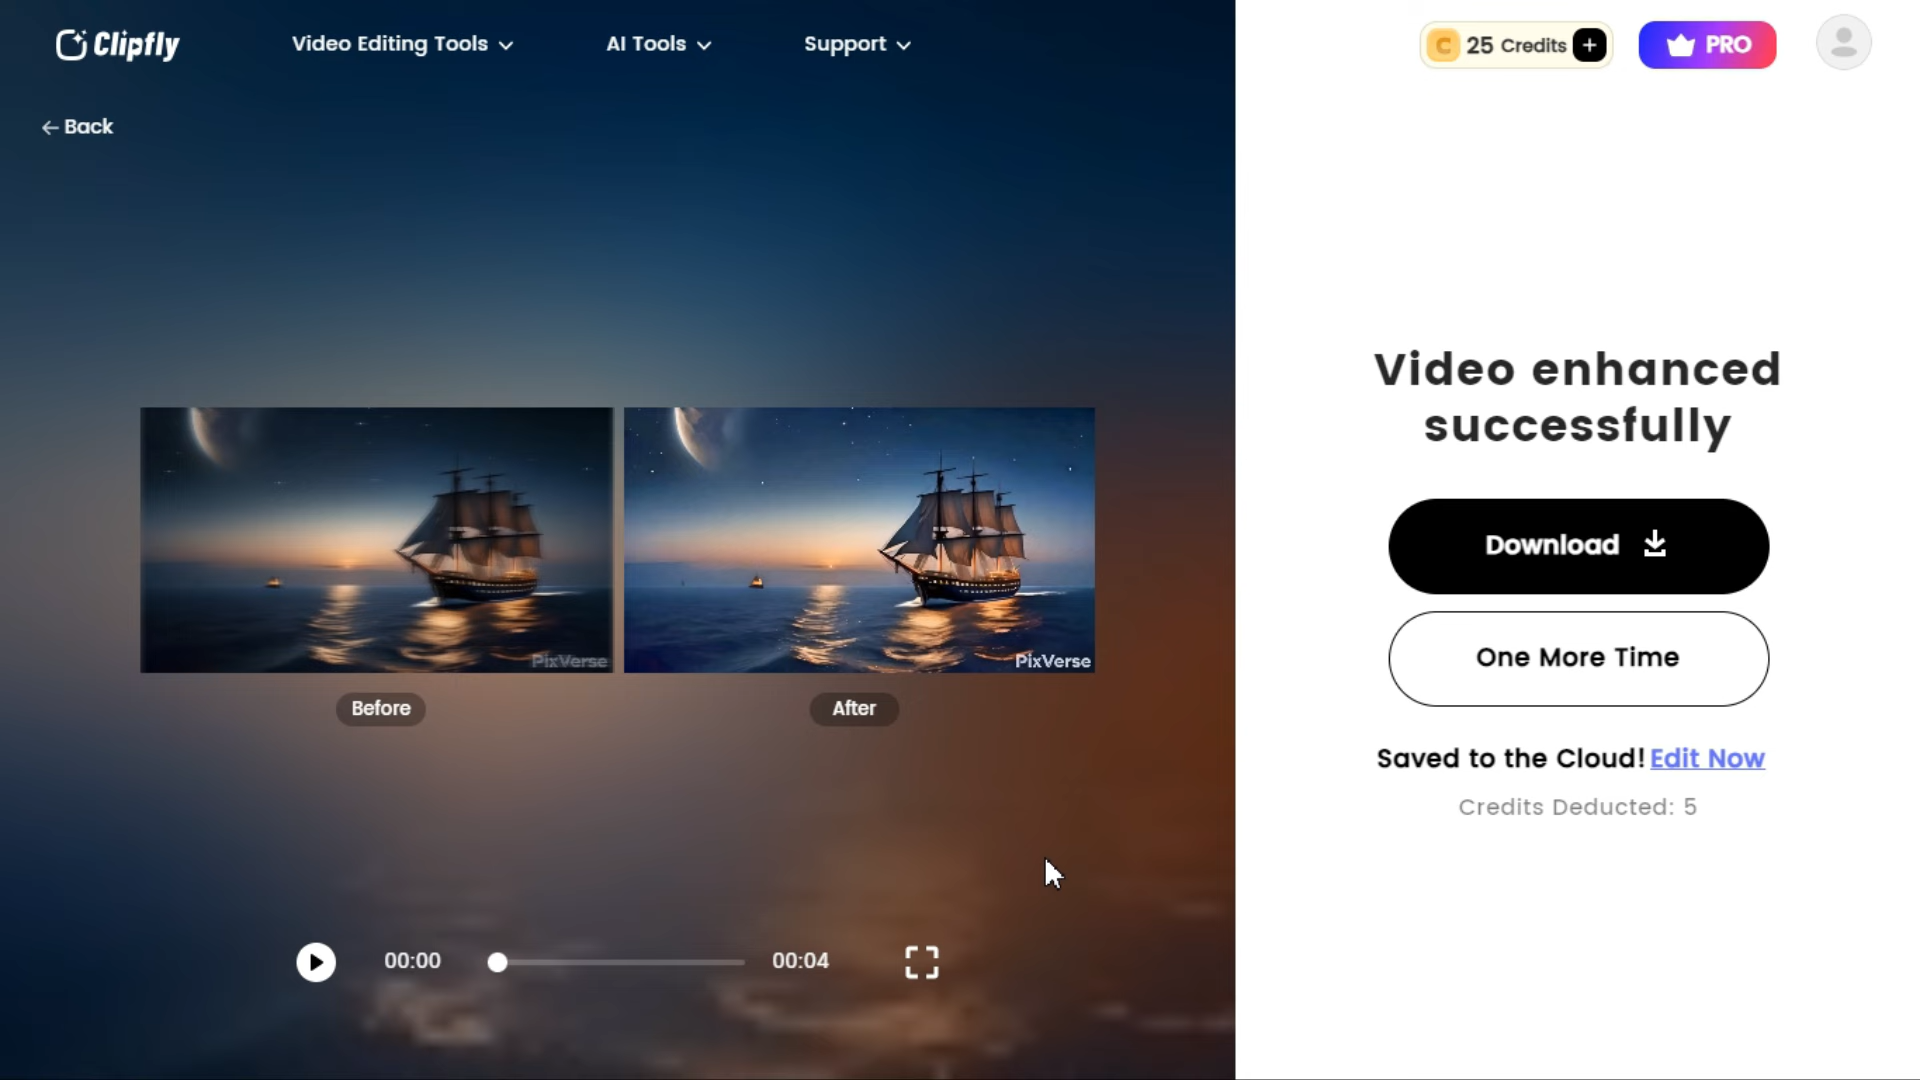 Clipfly
Video Editing Tools
AI Tools
Support
C 25 Credits +
PRO
Back
PixVerse
PixVerse
Before
After
00:00
00:04
Video enhanced
successfully
Download
One More Time
Saved to the Cloud! Edit Now
Credits Deducted: 5